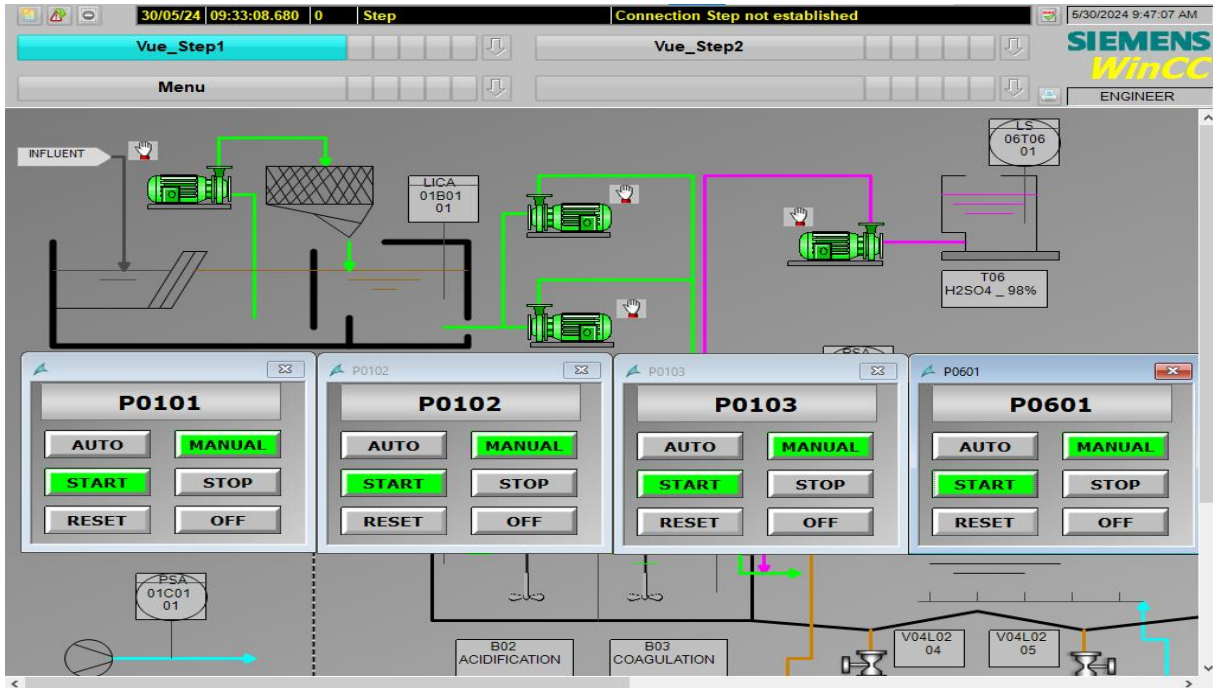 30/05/24 09:33:08.680 0 Step Connection Step not established 5/30/2024 9:47:07 AM
Vue_Step1 Vue_Step2 SIEMENS
WinCC
Menu ENGINEER
INFLUENT
LICA
01B01
01
LS
06T06
01
T06
H2SO4 _ 98%
PSA
P0102 P0103 P0601
P0101 P0102 P0103 P0601
AUTO MANUAL AUTO MANUAL AUTO MANUAL AUTO MANUAL
START STOP START STOP START STOP START STOP
RESET OFF RESET OFF RESET OFF RESET OFF
PSA
01C01
01
B02
ACIDIFICATION
B03
COAGULATION
V04L02
04
V04L02
05